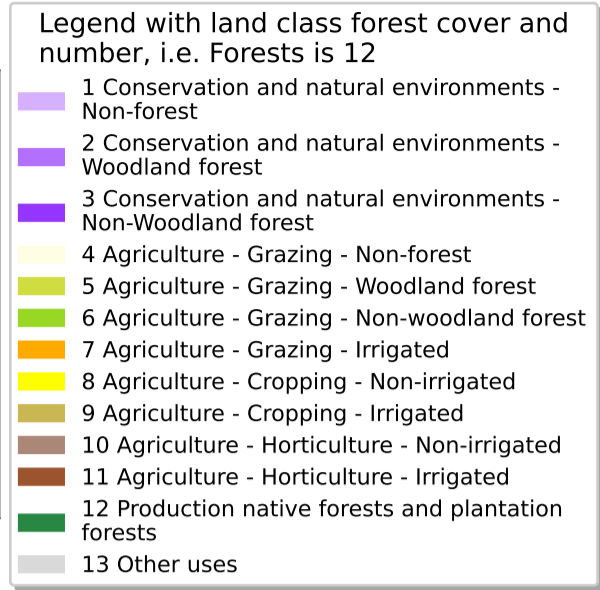 Legend with land class forest cover and
number, i.e. Forests is 12
1 Conservation and natural environments -
Non-forest
2 Conservation and natural environments -
Woodland forest
3 Conservation and natural environments -
Non-Woodland forest
4 Agriculture - Grazing - Non-forest
5 Agriculture - Grazing - Woodland forest
6 Agriculture - Grazing - Non-woodland forest
7 Agriculture - Grazing - Irrigated
8 Agriculture - Cropping - Non-irrigated
9 Agriculture - Cropping - Irrigated
10 Agriculture - Horticulture - Non-irrigated
11 Agriculture - Horticulture - Irrigated
12 Production native forests and plantation
forests
13 Other uses